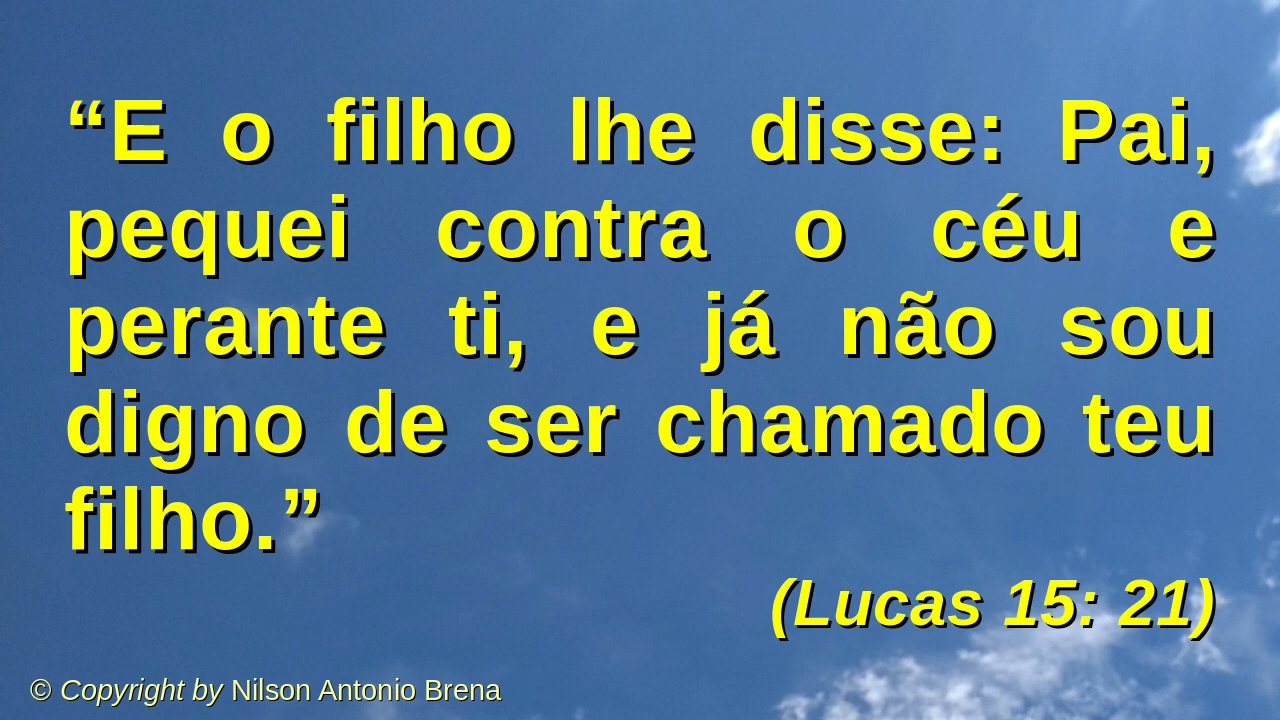 “E o filho lhe disse: Pai,
pequei contra o céu e
perante ti, e já não sou
digno de ser chamado teu
filho.”
(Lucas 15: 21)
© Copyright by Nilson Antonio Brena